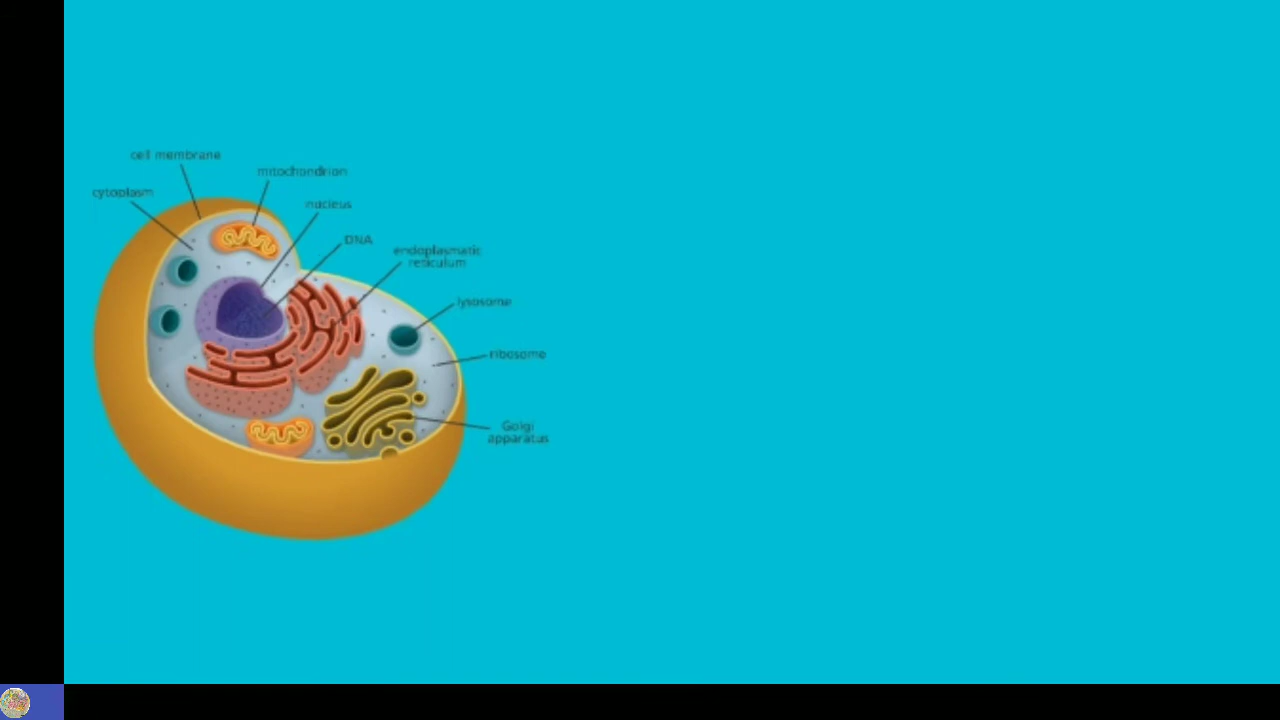 cell membrane
mitochondrion
cytoplasm
nucleus
DNA
endoplasmatic
reticulum
lysosome
ribosome
Golgi
apparatus